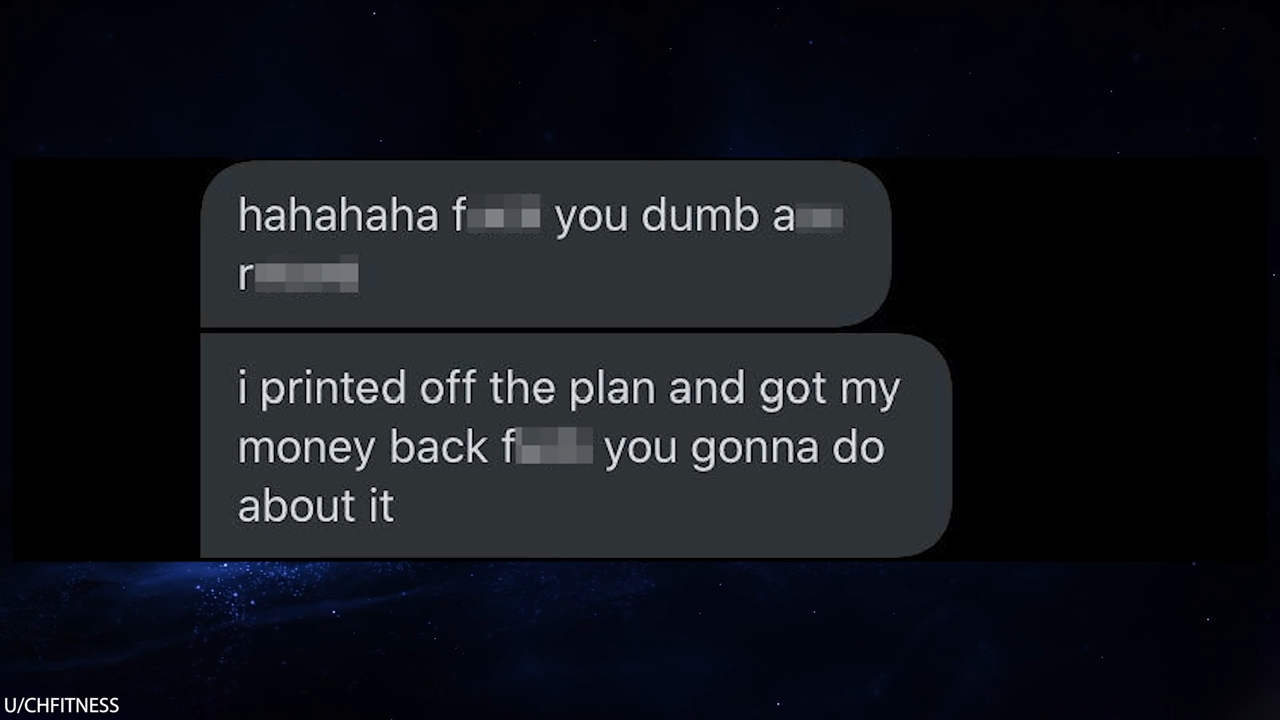 hahahaha f you dumb a
r
i printed off the plan and got my
money back f you gonna do
about it
U/CHFITNESS